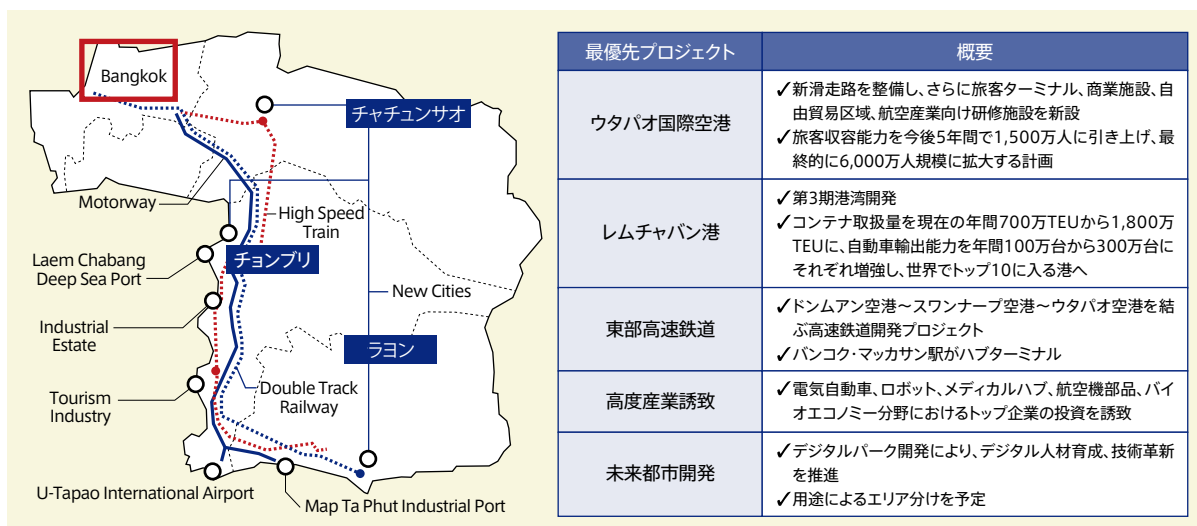 Bangkok
チャチュンサオ
Motorway
High Speed
Train
Laem Chabang
Deep Sea Port
チョンブリ
New Cities
Industrial
Estate
ラヨン
Tourism
Industry
Double Track
Railway
U-Tapao International Airport
Map Ta Phut Industrial Port
最優先プロジェクト
概要
ウタパオ国際空港
✓新滑走路を整備し、さらに旅客ターミナル、商業施設、自
由貿易区域、航空産業向け研修施設を新設
✓旅客収容能力を今後5年間で1,500万人に引き上げ、最
終的に6,000万人規模に拡大する計画
レムチャバン港
✓第3期港湾開発
✓コンテナ取扱量を現在の年間700万TEUから1,800万
TEUに、自動車輸出能力を年間100万台から300万台に
それぞれ増強し、世界でトップ10に入る港へ
東部高速鉄道
✓ドンムアン空港～スワンナープ空港～ウタパオ空港を結
ぶ高速鉄道開発プロジェクト
✓バンコク・マッカサン駅がハブターミナル
高度産業誘致
✓電気自動車、ロボット、メディカルハブ、航空機部品、バイ
オエコノミー分野におけるトップ企業の投資を誘致
未来都市開発
✓デジタルパーク開発により、デジタル人材育成、技術革新
を推進
✓用途によるエリア分けを予定